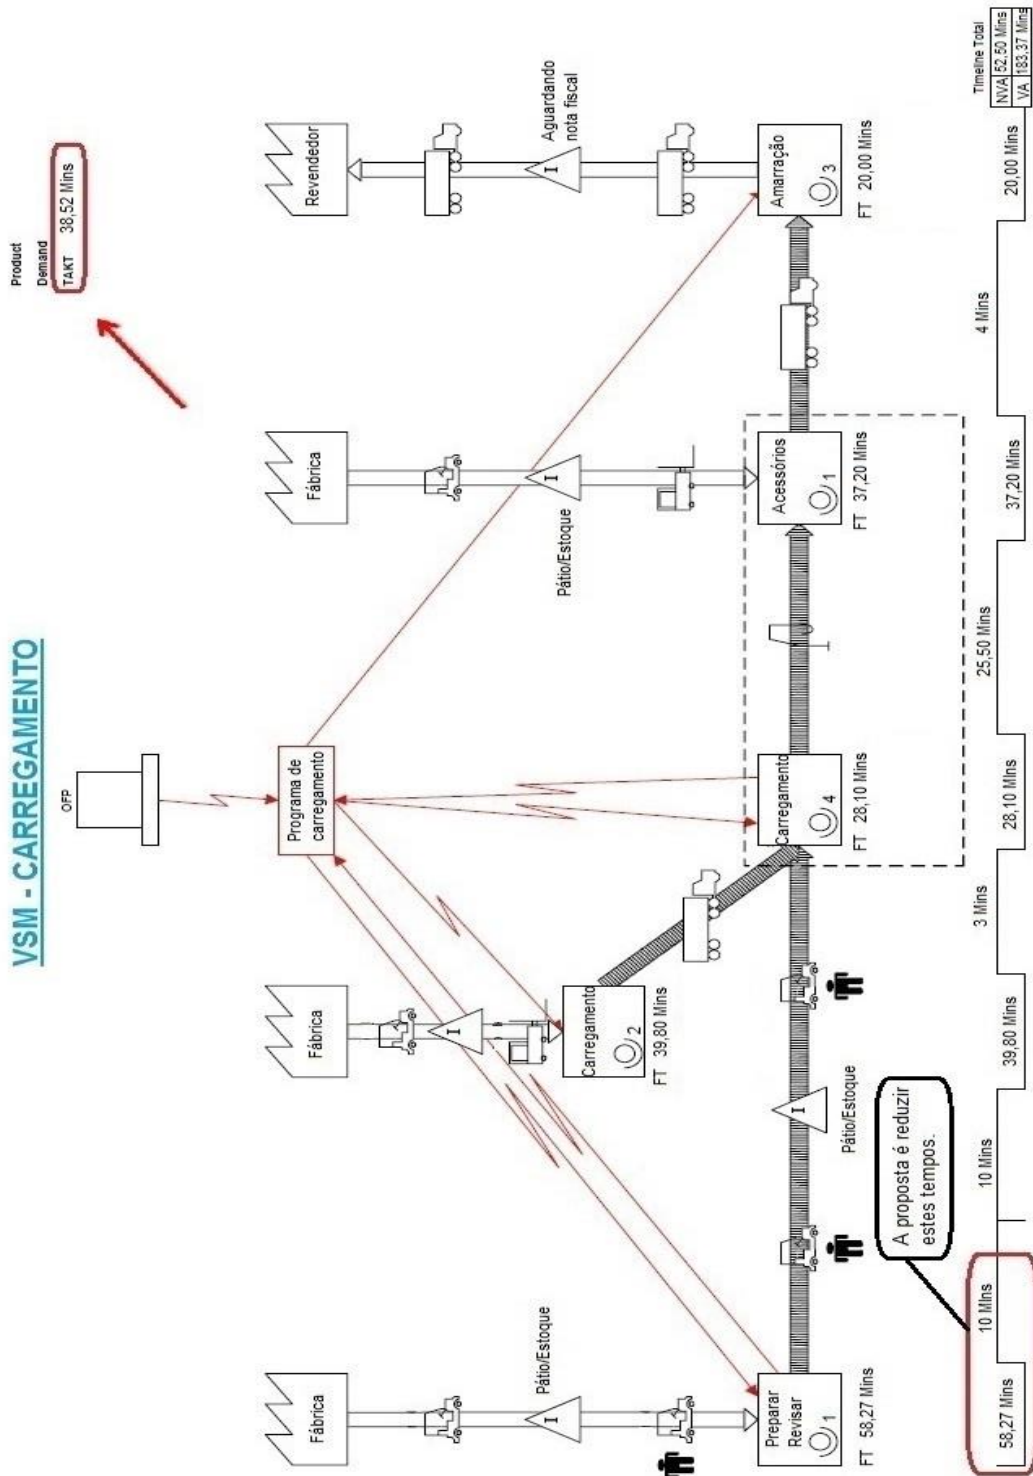 VSM - CARREGAMENTO
Product
Demand
TAKT 38,52 Mins
OFP
Programa de
carregamento
Fábrica
Fábrica
Fábrica
Revendedor
Pátio/Estoque
I
I
Pátio/Estoque
I
Aguardando
nota fiscal
I
Preparar
Revisar
1
FT 58,27 Mins
Carregamento
2
FT 39,80 Mins
I
Pátio/Estoque
Carregamento
4
FT 28,10 Mins
Acessórios
1
FT 37,20 Mins
Amarração
3
FT 20,00 Mins
A proposta é reduzir
estes tempos.
58,27 Mins
10 MIns
10 Mins
39,80 Mins
3 Mins
28,10 Mins
25,50 Mins
37,20 Mins
4 Mins
20,00 Mins
Timeline Total
NVA 52,50 Mins
VA 183,37 Mins